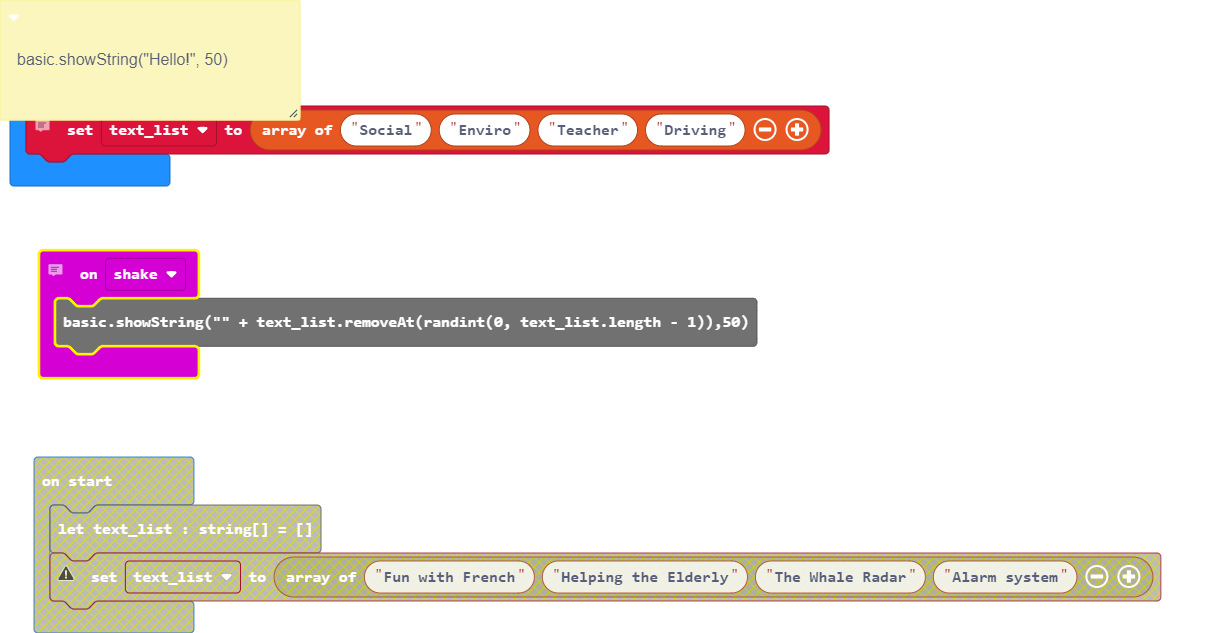 basic.showString("Hello!", 50)
set text_list to array of "Social" "Enviro" "Teacher" "Driving"
on shake
basic.showString("" + text_list.removeAt(randint(0, text_list.length - 1)),50)
on start
let text_list : string[] = []
set text_list to array of "Fun with French" "Helping the Elderly" "The Whale Radar" "Alarm system"